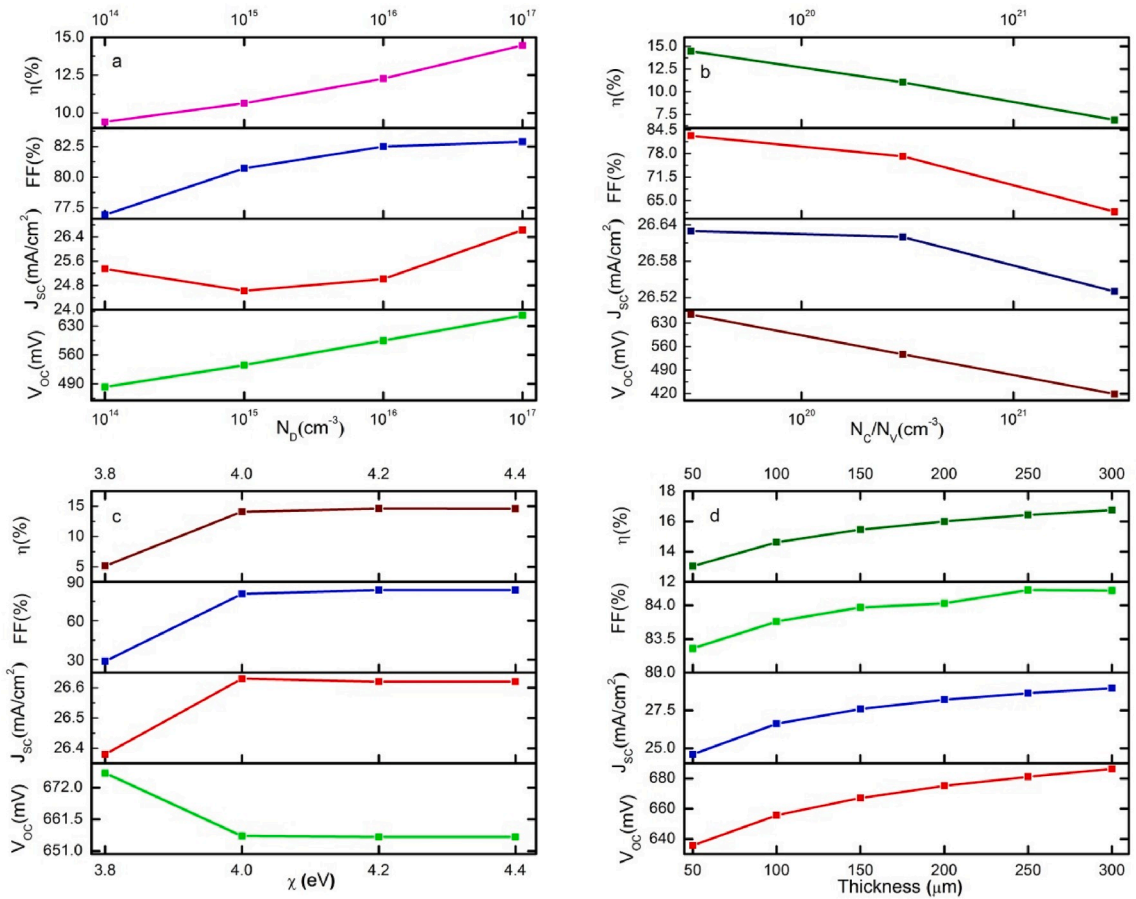 10^14 10^15 10^16 10^17
a
η(%)
15.0
12.5
10.0
FF(%)
82.5
80.0
77.5
J_SC(mA/cm^2)
26.4
25.6
24.8
24.0
V_OC(mV)
630
560
490
10^14 10^15 10^16 10^17
N_D(cm^-3)
10^20 10^21
b
η(%)
15.0
12.5
10.0
7.5
FF(%)
84.5
78.0
71.5
65.0
J_SC(mA/cm^2)
26.64
26.58
26.52
V_OC(mV)
630
560
490
420
10^20 10^21
N_C/N_V(cm^-3)
3.8 4.0 4.2 4.4
c
η(%)
15
10
5
FF(%)
90
60
30
J_SC(mA/cm^2)
26.6
26.5
26.4
V_OC(mV)
672.0
661.5
651.0
3.8 4.0 4.2 4.4
χ (eV)
50 100 150 200 250 300
d
η(%)
18
16
14
12
FF(%)
84.0
83.5
J_SC(mA/cm^2)
27.5
25.0
V_OC(mV)
680
660
640
50 100 150 200 250 300
Thickness (μm)